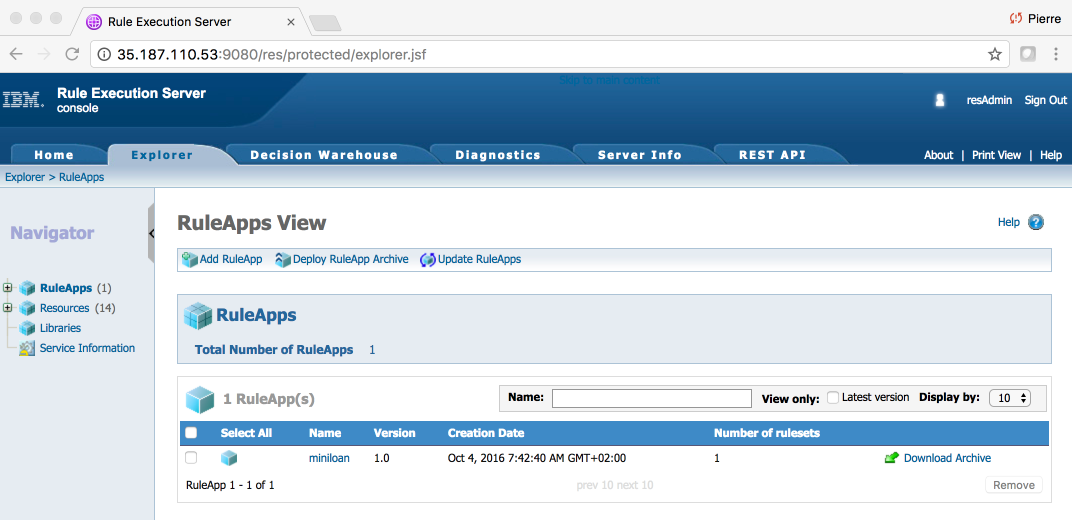 Rule Execution Server
Pierre
35.187.110.53:9080/res/protected/explorer.jsf
Skip to main content
IBM. Rule Execution Server
console
resAdmin Sign Out
Home Explorer Decision Warehouse Diagnostics Server Info REST API
About | Print View | Help
Explorer > RuleApps
Navigator
RuleApps (1)
Resources (14)
Libraries
Service Information
RuleApps View
Help
Add RuleApp Deploy RuleApp Archive Update RuleApps
RuleApps
Total Number of RuleApps 1
1 RuleApp(s)
Name: View only: Latest version Display by: 10
Select All Name Version Creation Date Number of rulesets
miniloan 1.0 Oct 4, 2016 7:42:40 AM GMT+02:00 1 Download Archive
RuleApp 1 - 1 of 1 prev 10 next 10 Remove